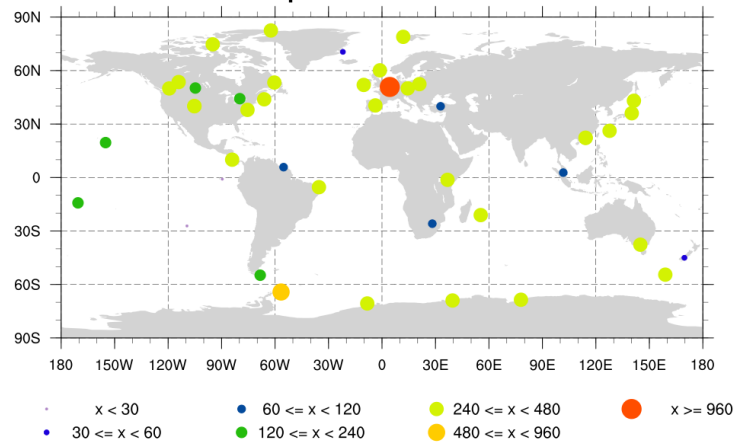 90N
60N
30N
0
30S
60S
90S
180 150W 120W 90W 60W 30W 0 30E 60E 90E 120E 150E 180
x < 30 60 <= x < 120 240 <= x < 480 x >= 960
30 <= x < 60 120 <= x < 240 480 <= x < 960